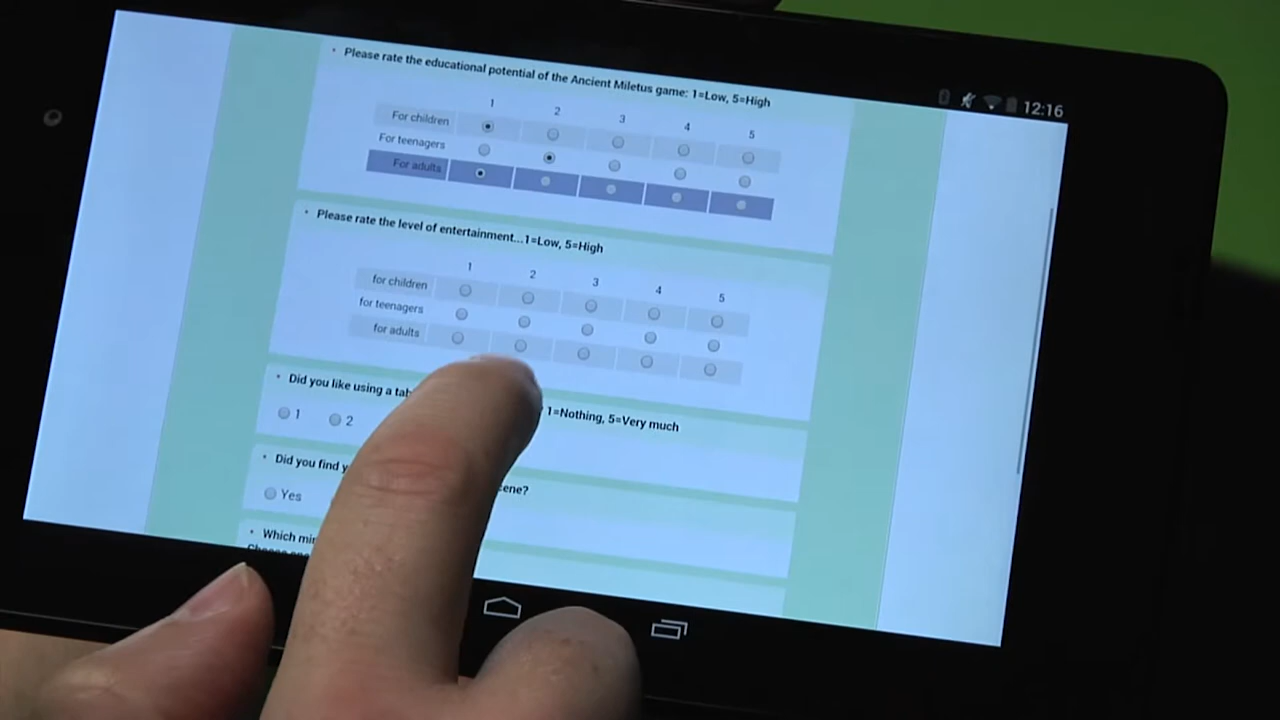 12:16
Please rate the educational potential of the Ancient Miletus game: 1=Low, 5=High
1 2 3 4 5
For children
For teenagers
For adults
Please rate the level of entertainment...1=Low, 5=High
1 2 3 4 5
for children
for teenagers
for adults
Did you like using a 1=Nothing, 5=Very much
1 2
Did you find
Yes
Which